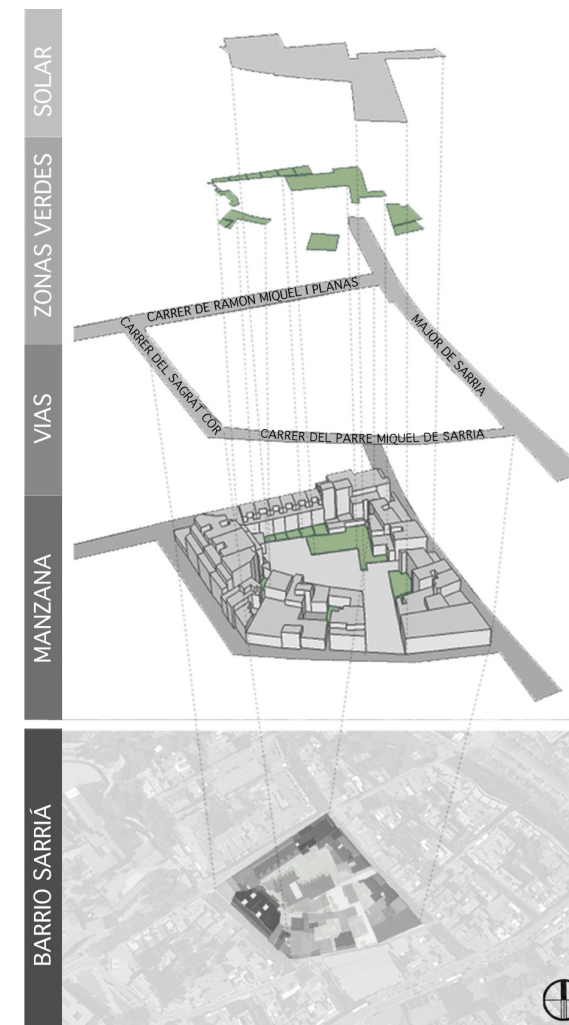 SOLAR
ZONAS VERDES
CARRER DE RAMON MIQUEL I PLANAS
CARRER DEL SAGRAT COR
MAJOR DE SARRIA
CARRER DEL PARRE MIQUEL DE SARRIA
VIAS
MANZANA
BARRIO SARRIÁ